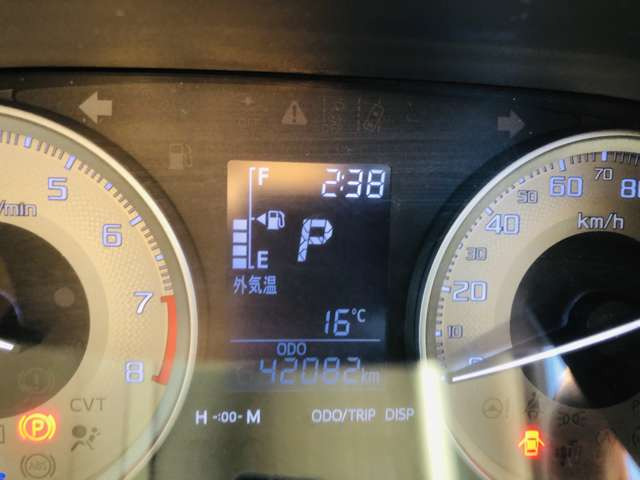 F 2:38
P
E
外気温
16°C
ODO
42082km
H -:00- M ODO/TRIP DISP
5
6
7
8
/min
CVT
(P)
(ABS)
10
20
30
40
60
70
80
km/h